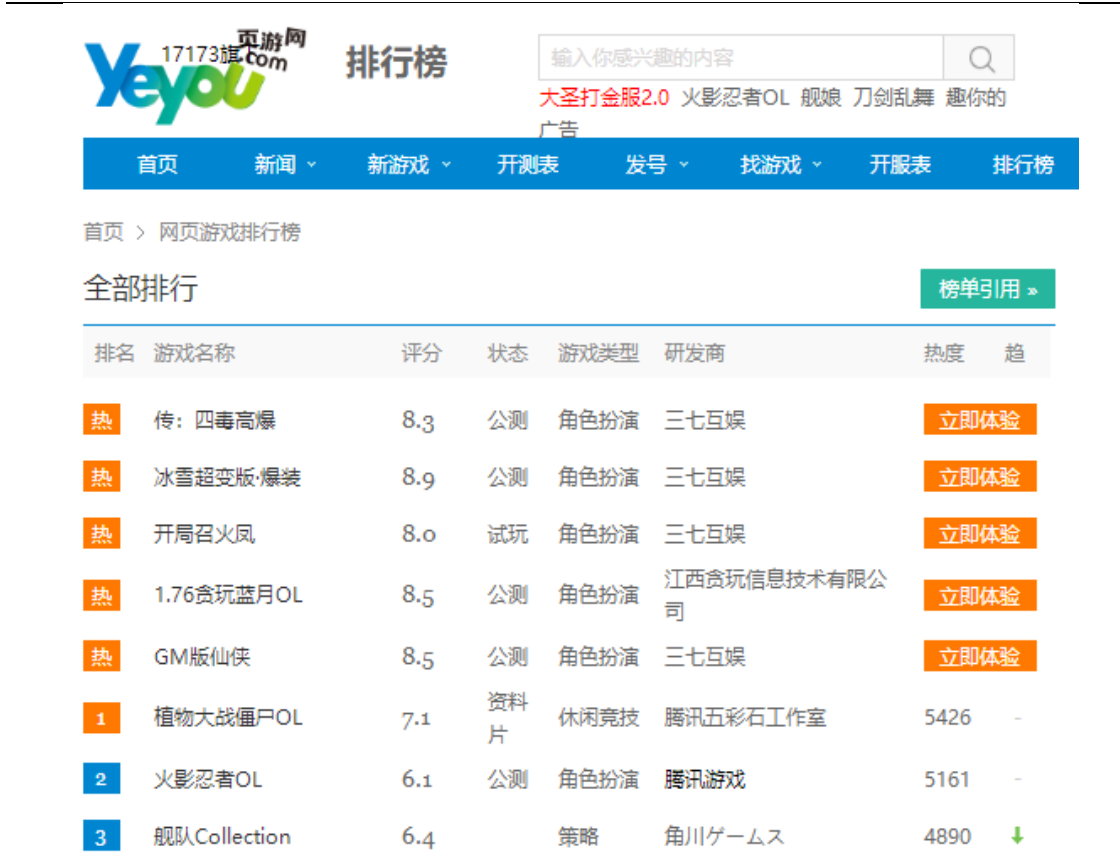 页游网
17173旗
.com
Yeyou
排行榜
输入你感兴趣的内容
大圣打金服2.0 火影忍者OL 舰娘 刀剑乱舞 趣你的
广告
首页 新闻 新游戏 开测表 发号 找游戏 开服表 排行榜
首页 > 网页游戏排行榜
全部排行
榜单引用 »
排名 游戏名称 评分 状态 游戏类型 研发商 热度 趋
热 传：四毒高爆 8.3 公测 角色扮演 三七互娱 立即体验
热 冰雪超变版·爆装 8.9 公测 角色扮演 三七互娱 立即体验
热 开局召火凤 8.0 试玩 角色扮演 三七互娱 立即体验
热 1.76贪玩蓝月OL 8.5 公测 角色扮演 江西贪玩信息技术有限公
司 立即体验
热 GM版仙侠 8.5 公测 角色扮演 三七互娱 立即体验
1 植物大战僵尸OL 7.1 资料
片 休闲竞技 腾讯五彩石工作室 5426 -
2 火影忍者OL 6.1 公测 角色扮演 腾讯游戏 5161 -
3 舰队Collection 6.4 策略 角川ゲームス 4890